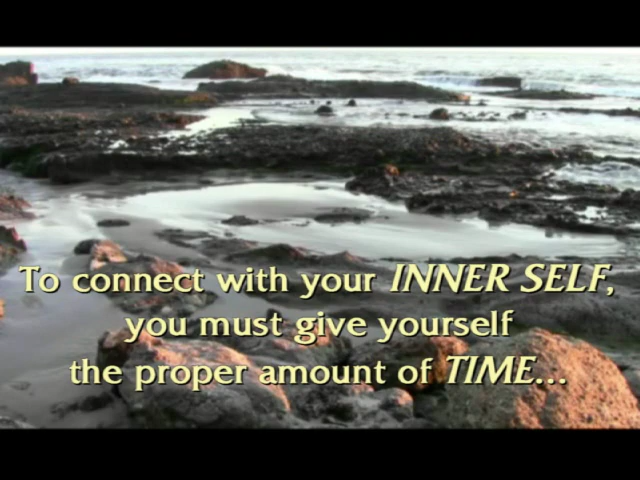 To connect with your INNER SELF,
you must give yourself
the proper amount of TIME...